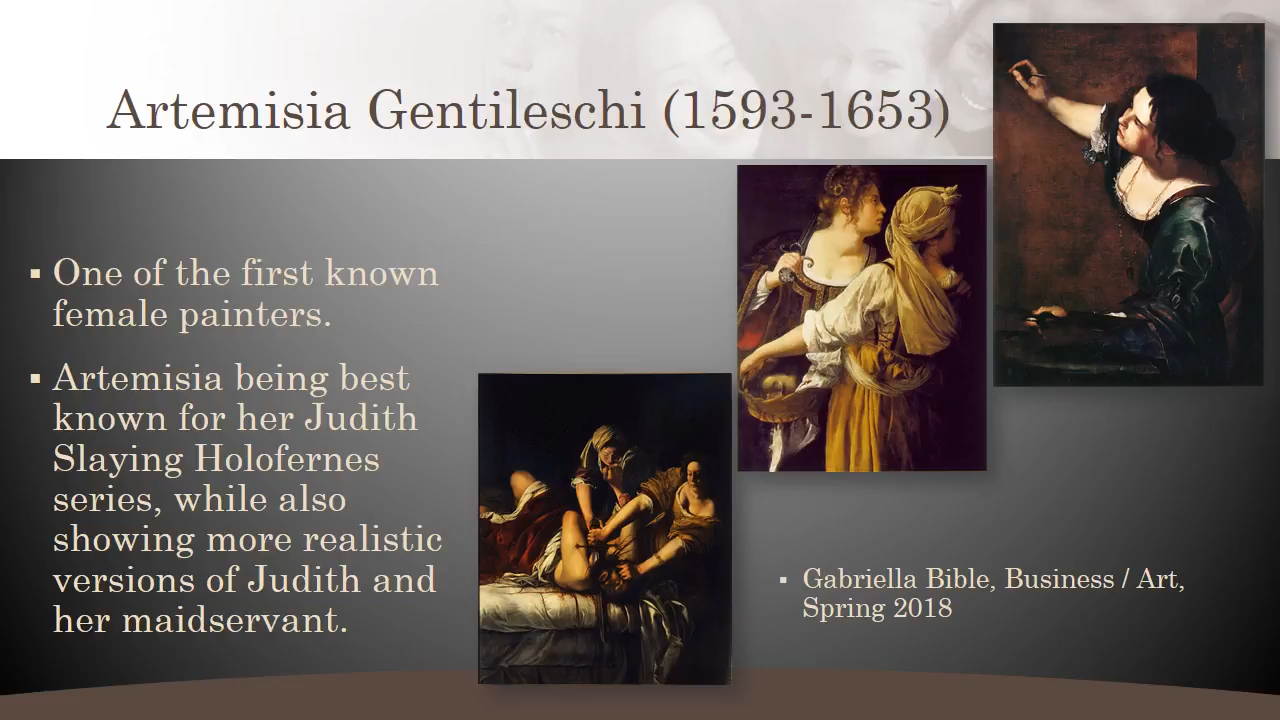 Artemisia Gentileschi (1593-1653)
▪ One of the first known
female painters.
▪ Artemisia being best
known for her Judith
Slaying Holofernes
series, while also
showing more realistic
versions of Judith and
her maidservant.
▪ Gabriella Bible, Business / Art,
Spring 2018